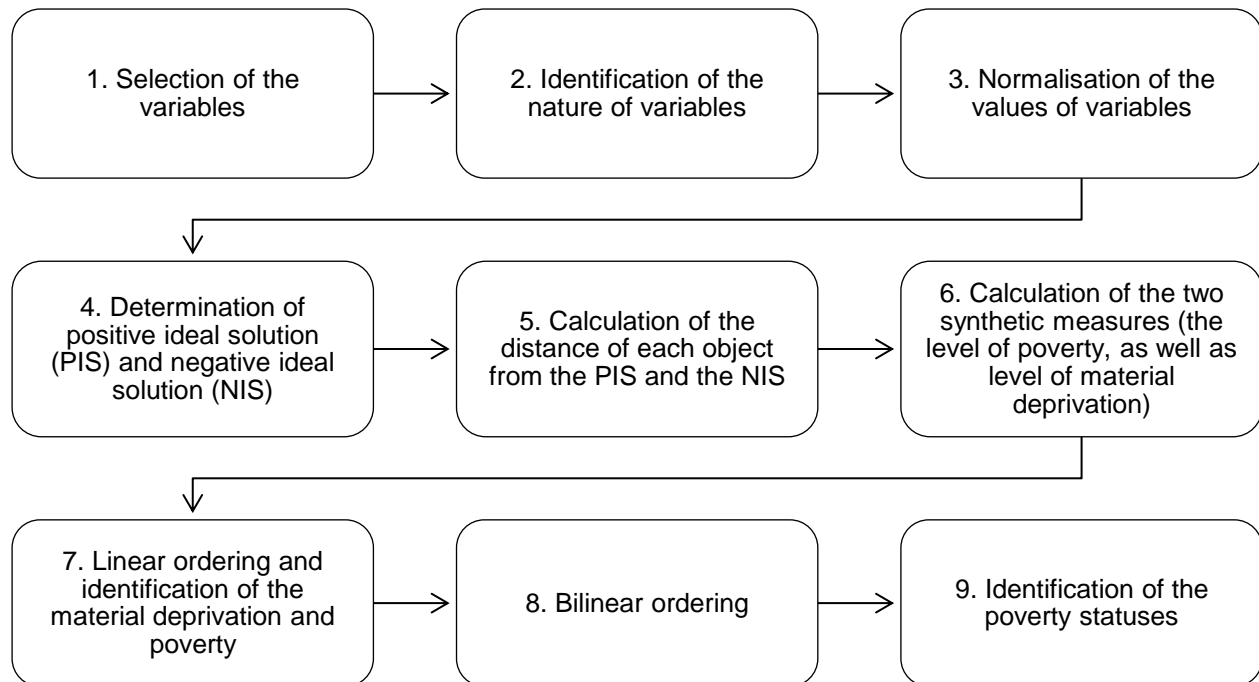 1. Selection of the
variables
2. Identification of the
nature of variables
3. Normalisation of the
values of variables
4. Determination of
positive ideal solution
(PIS) and negative ideal
solution (NIS)
5. Calculation of the
distance of each object
from the PIS and the NIS
6. Calculation of the two
synthetic measures (the
level of poverty, as well as
level of material
deprivation)
7. Linear ordering and
identification of the
material deprivation and
poverty
8. Bilinear ordering
9. Identification of the
poverty statuses